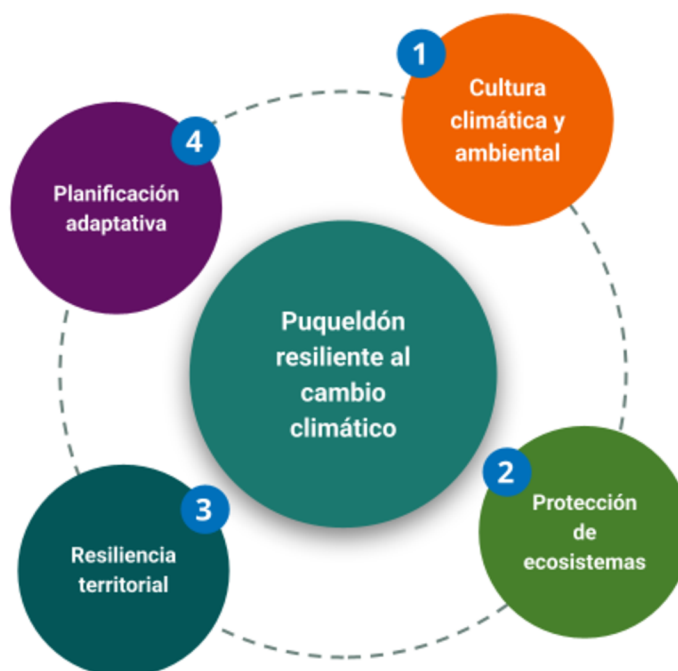 1
Cultura
climática y
ambiental
4
Planificación
adaptativa
Puqueldón
resiliente al
cambio
climático
2
Protección
de
ecosistemas
3
Resiliencia
territorial